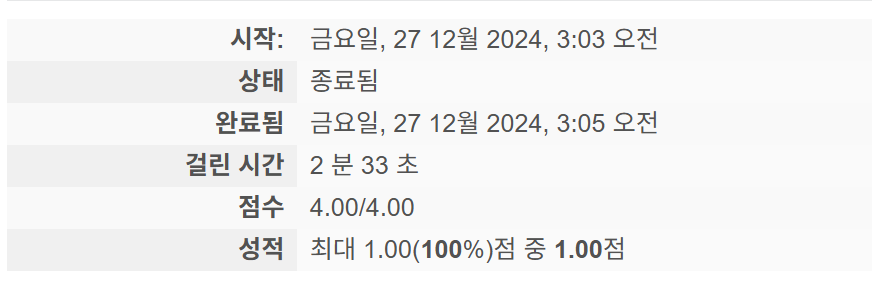 시작: 금요일, 27 12월 2024, 3:03 오전
상태 종료됨
완료됨 금요일, 27 12월 2024, 3:05 오전
걸린 시간 2 분 33 초
점수 4.00/4.00
성적 최대 1.00(100%)점 중 1.00점